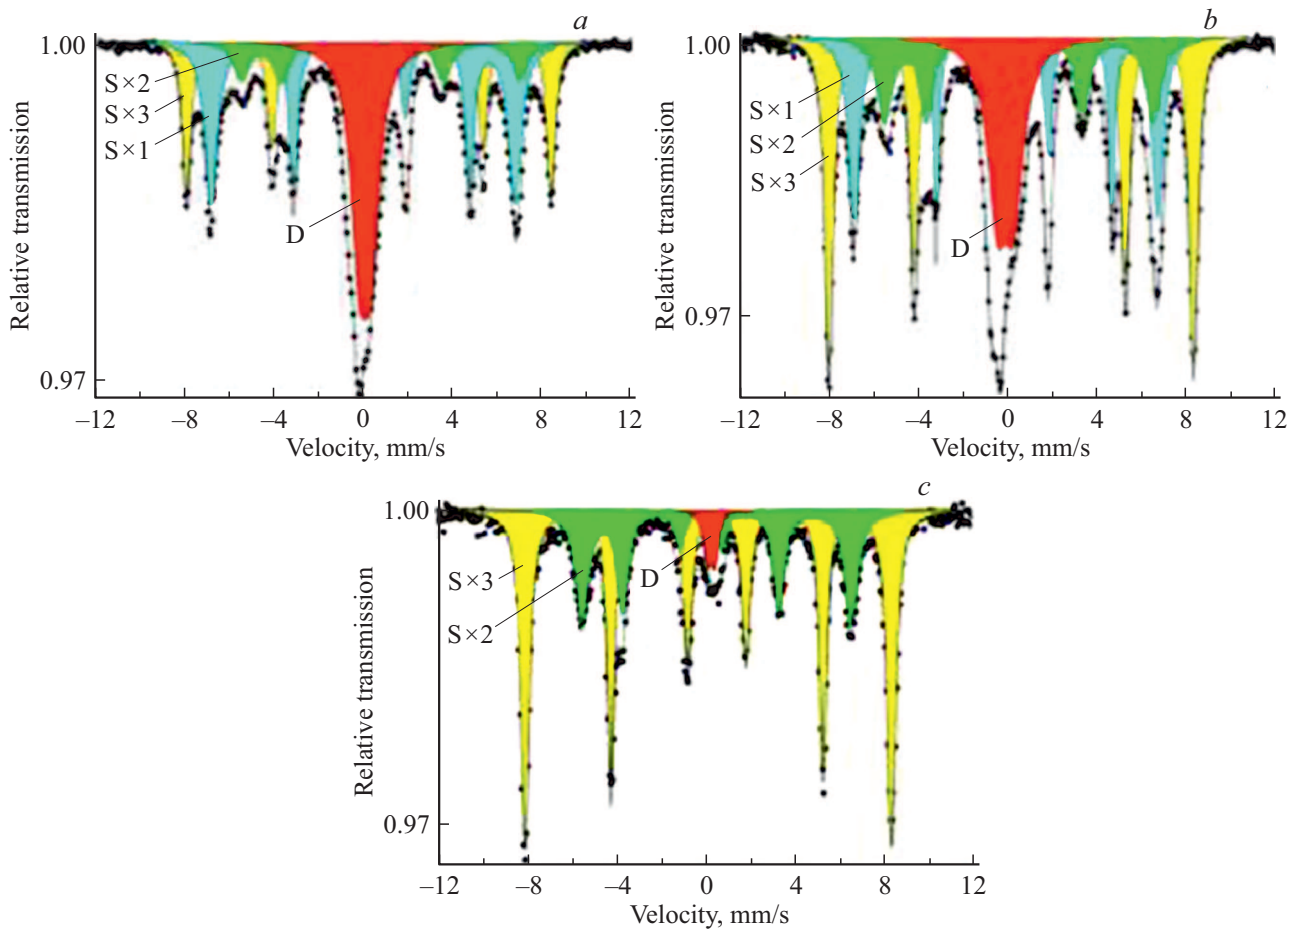 a
1.00
S×2
S×3
S×1
D
0.97
−12
−8
−4
0
4
8
12
Velocity, mm/s
Relative transmission
b
1.00
S×1
S×2
S×3
D
0.97
−12
−8
−4
0
4
8
12
Velocity, mm/s
Relative transmission
c
1.00
S×3
D
S×2
0.97
−12
−8
−4
0
4
8
12
Velocity, mm/s
Relative transmission